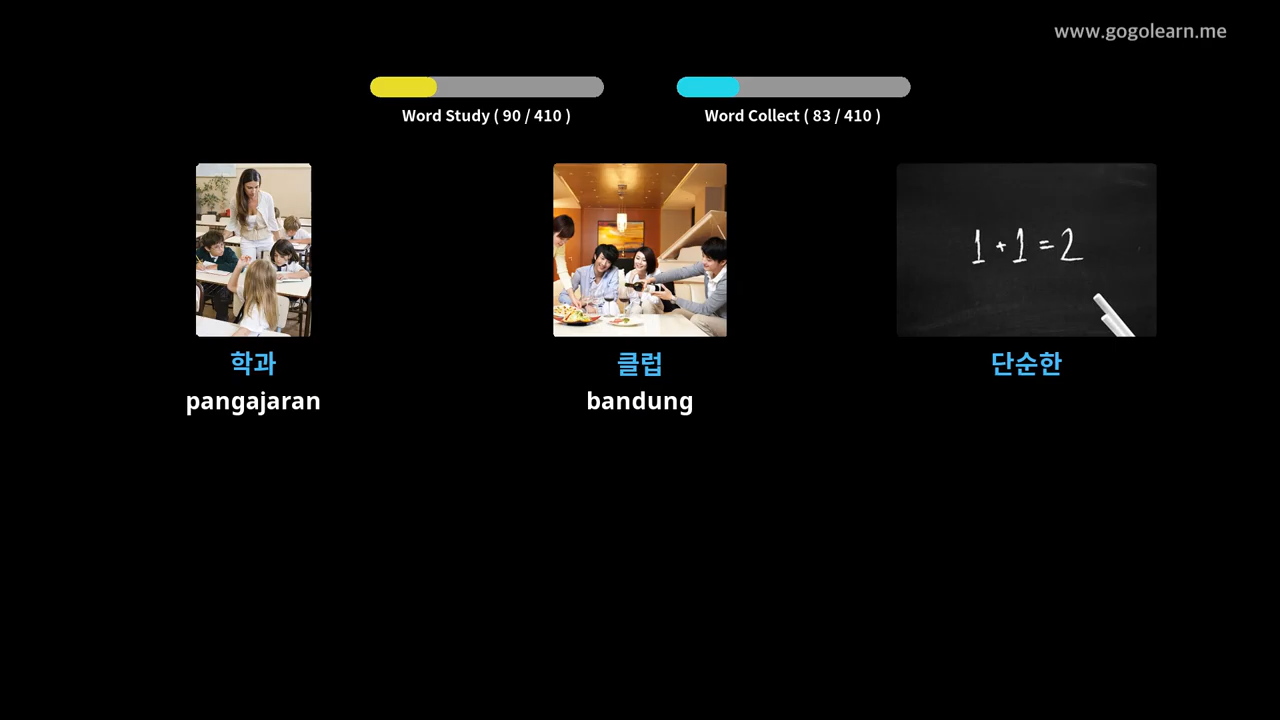 www.gogolearn.me
Word Study ( 90 / 410 )
Word Collect ( 83 / 410 )
1 + 1 = 2
학과
클럽
단순한
pangajaran
bandung